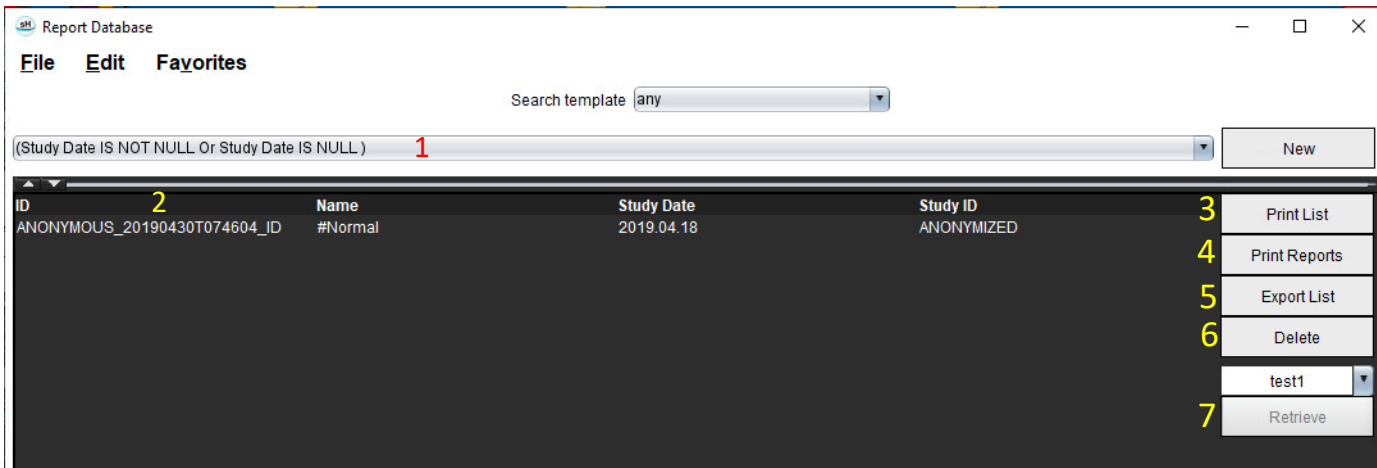 sH Report Database
File Edit Favorites
Search template any
(Study Date IS NOT NULL Or Study Date IS NULL ) 1 New
2
ID Name Study Date Study ID
ANONYMOUS_20190430T074604_ID #Normal 2019.04.18 ANONYMIZED
3 Print List
4 Print Reports
5 Export List
6 Delete
test1
7 Retrieve